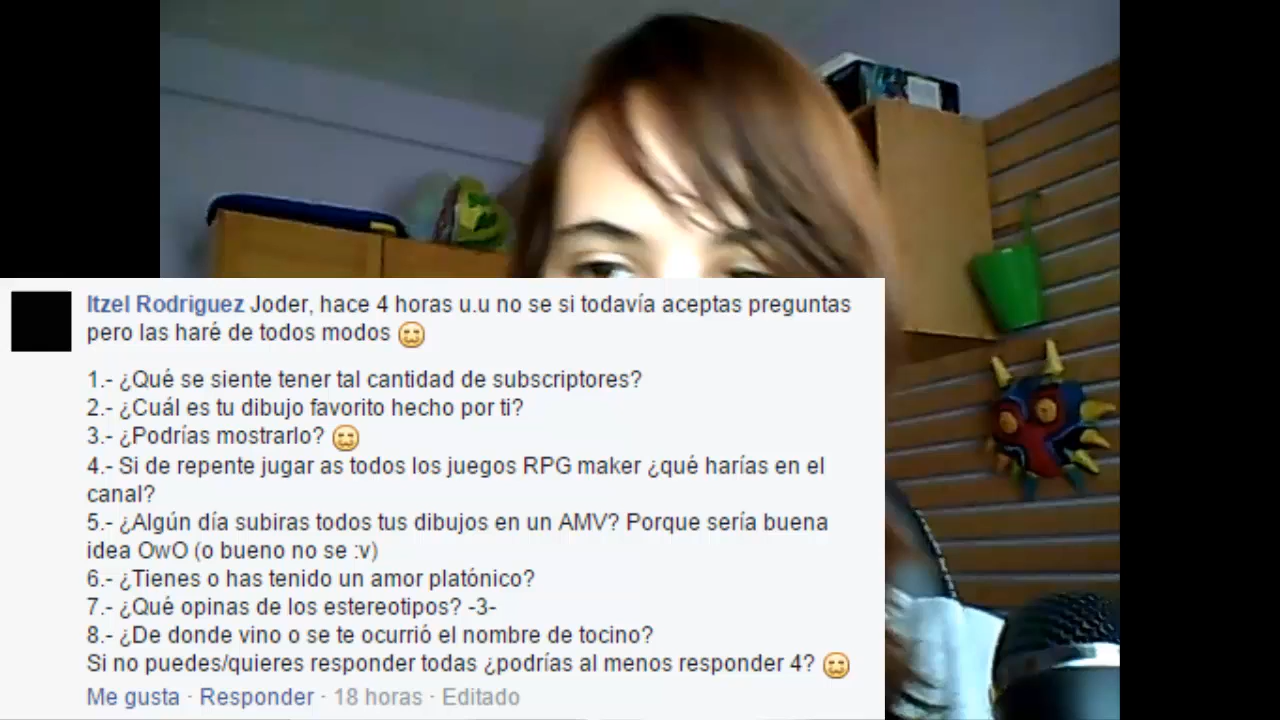 Itzel Rodriguez Joder, hace 4 horas u.u no se si todavía aceptas preguntas
pero las haré de todos modos
1.- ¿Qué se siente tener tal cantidad de subscriptores?
2.- ¿Cuál es tu dibujo favorito hecho por ti?
3.- ¿Podrías mostrarlo?
4.- Si de repente jugar as todos los juegos RPG maker ¿qué harías en el
canal?
5.- ¿Algún día subiras todos tus dibujos en un AMV? Porque sería buena
idea OwO (o bueno no se :v)
6.- ¿Tienes o has tenido un amor platónico?
7.- ¿Qué opinas de los estereotipos? -3-
8.- ¿De donde vino o se te ocurrió el nombre de tocino?
Si no puedes/quieres responder todas ¿podrías al menos responder 4?
Me gusta · Responder · 18 horas · Editado